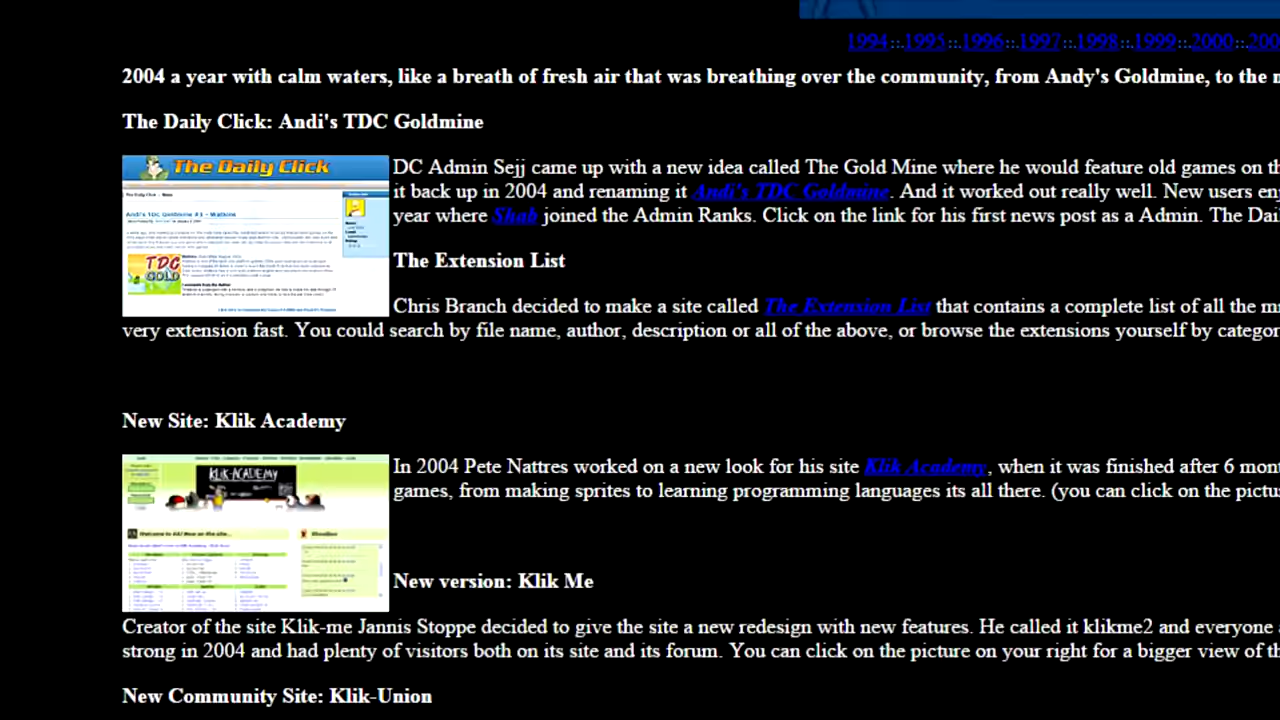 1994::.1995::.1996::.1997::.1998::.1999::.2000::.200
2004 a year with calm waters, like a breath of fresh air that was breathing over the community, from Andy's Goldmine, to the
The Daily Click: Andi's TDC Goldmine
The Daily Click
Andi's TDC Goldmine #1 - Watkins
TDC
GOLD
DC Admin Sejj came up with a new idea called The Gold Mine where he would feature old games on
it back up in 2004 and renaming it Andi's TDC Goldmine. And it worked out really well. New users
year where Shab joined the Admin Ranks. Click on the link for his first news post as a Admin. The
The Extension List
Chris Branch decided to make a site called The Extension List that contains a complete list of all the
very extension fast. You could search by file name, author, description or all of the above, or browse the extensions yourself by
New Site: Klik Academy
KLIK-ACADEMY
In 2004 Pete Nattres worked on a new look for his site Klik Academy, when it was finished after 6
games, from making sprites to learning programming languages its all there. (you can click on the
New version: Klik Me
Creator of the site Klik-me Jannis Stoppe decided to give the site a new redesign with new features. He called it klikme2 and everyone
strong in 2004 and had plenty of visitors both on its site and its forum. You can click on the picture on your right for a bigger view of
New Community Site: Klik-Union